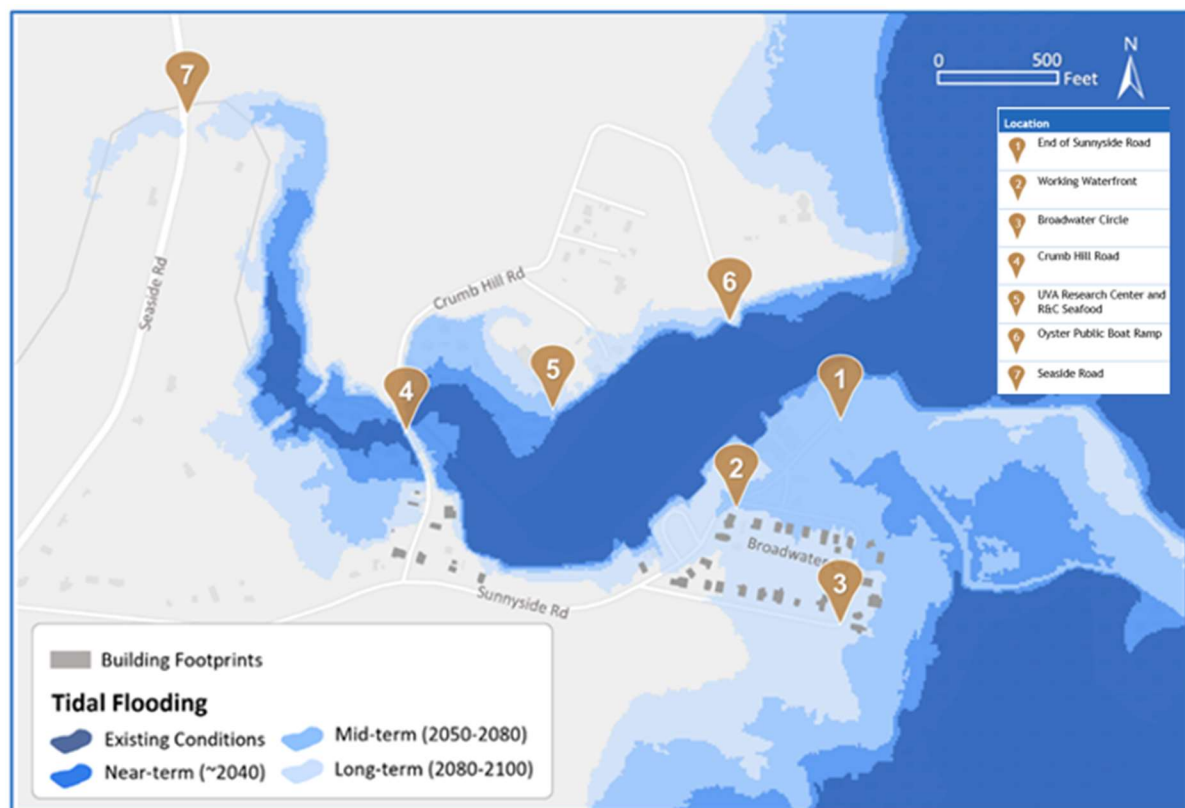 N
0 500
Feet
7
Location
1 End of Sunnyside Road
2 Working Waterfront
3 Broadwater Circle
4 Crumb Hill Road
5 UVA Research Center and
R&C Seafood
6 Oyster Public Boat Ramp
7 Seaside Road
Seaside Rd
Crumb Hill Rd
6
5
4
1
2
Broadwater
3
Sunnyside Rd
Building Footprints
Tidal Flooding
Existing Conditions
Near-term (~2040)
Mid-term (2050-2080)
Long-term (2080-2100)